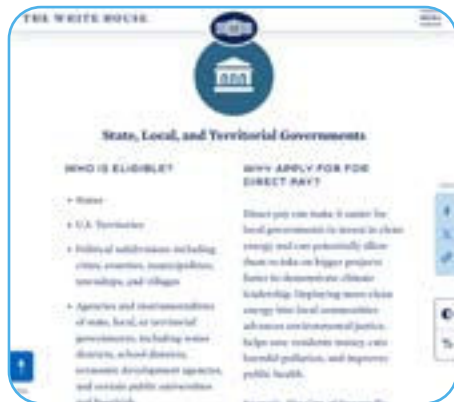 THE WHITE HOUSE
MENU
State, Local, and Territorial Governments
WHO IS ELIGIBLE?
• States
• U.S. Territories
• Political subdivisions including
cities, counties, municipalities,
townships, and villages
• Agencies and instrumentalities
of state, local, or territorial
governments, including water
districts, school districts,
economic development agencies,
and certain public universities
and hospitals
WHY APPLY FOR FOR
DIRECT PAY?
Direct pay can make it easier for
local governments to invest in clean
energy and can potentially allow
them to take on bigger projects
faster to demonstrate climate
leadership. Deploying more clean
energy into local communities
advances environmental justice,
helps save residents money, cuts
harmful pollution, and improves
public health.